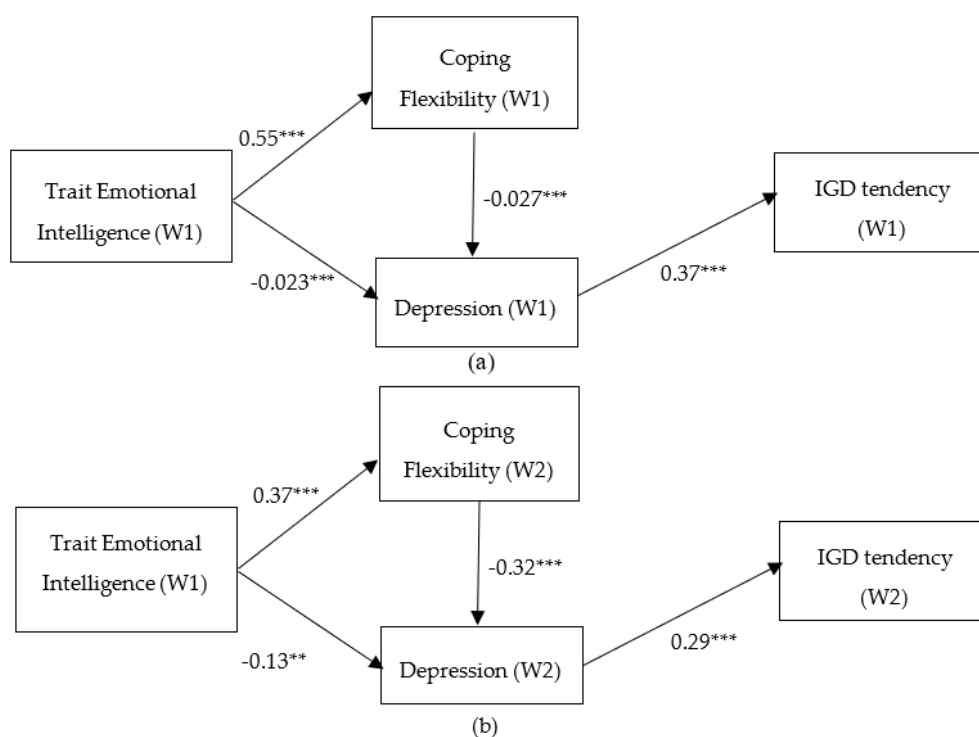 Coping
Flexibility (W1)
0.55***
Trait Emotional
Intelligence (W1)
-0.027***
IGD tendency
(W1)
-0.023***
Depression (W1)
0.37***
(a)
Coping
Flexibility (W2)
0.37***
Trait Emotional
Intelligence (W1)
-0.32***
IGD tendency
(W2)
-0.13**
Depression (W2)
0.29***
(b)